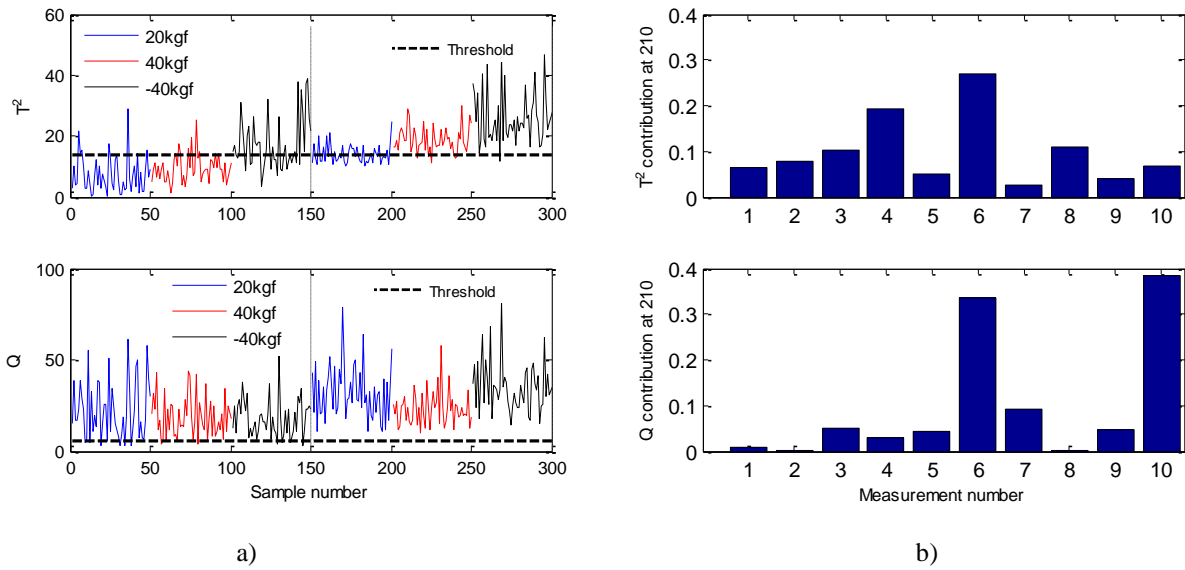 60
40
20
0
T2
20kgf
40kgf
-40kgf
Threshold
0 50 100 150 200 250 300
100
50
0
Q
20kgf
40kgf
-40kgf
Threshold
0 50 100 150 200 250 300
Sample number
a)
0.4
0.3
0.2
0.1
0
T2 contribution at 210
1 2 3 4 5 6 7 8 9 10
0.4
0.3
0.2
0.1
0
Q contribution at 210
1 2 3 4 5 6 7 8 9 10
Measurement number
b)